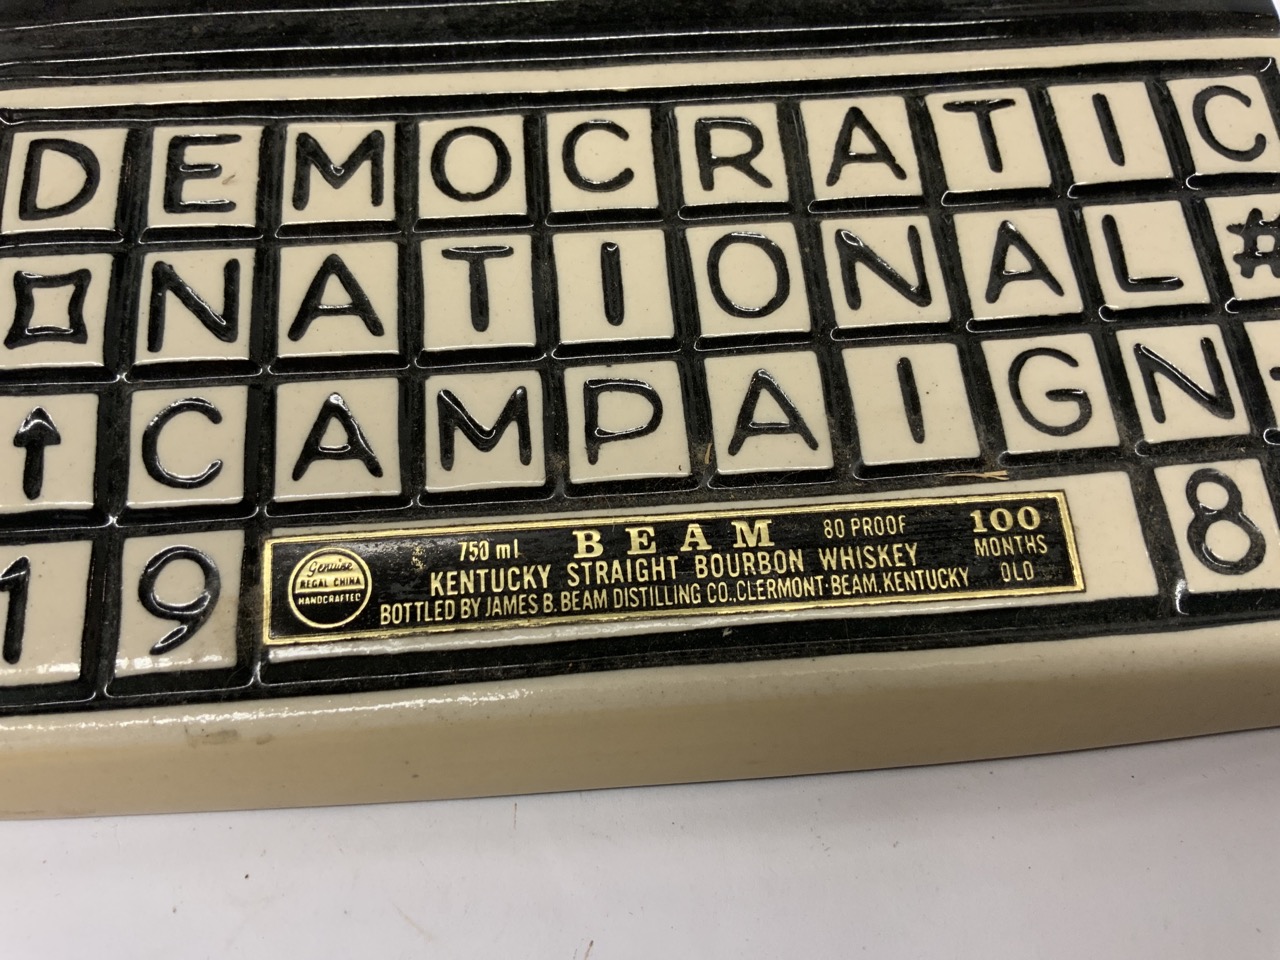 DEMOCRATIC
NATIONAL #
↑ CAMPAIGN
19 8
BEAM
750 ml 80 PROOF
KENTUCKY STRAIGHT BOURBON WHISKEY
BOTTLED BY JAMES B. BEAM DISTILLING CO., CLERMONT·BEAM, KENTUCKY
100
MONTHS
OLD
Genuine
REGAL CHINA
HANDCRAFTED